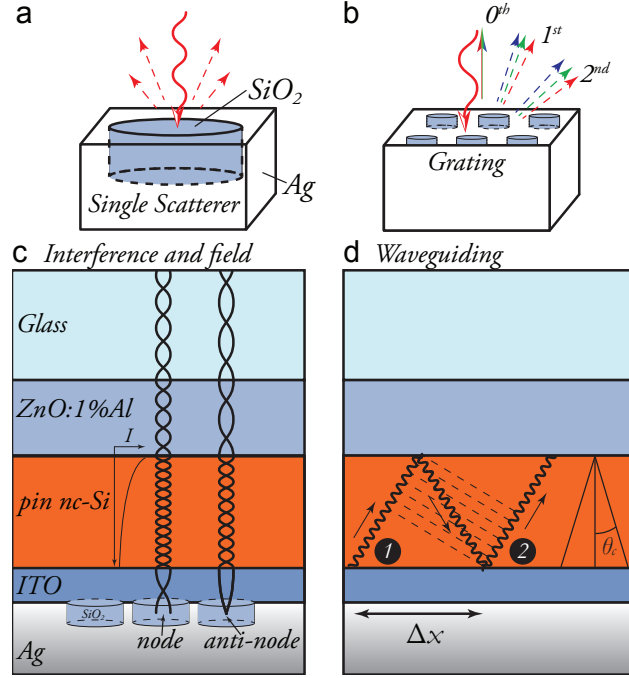 a
b
0th
1st
2nd
SiO2
Ag
Single Scatterer
Grating
c Interference and field
d Waveguiding
Glass
ZnO:1%Al
I
pin nc-Si
ITO
SiO2
node
anti-node
Ag
1
2
θc
Δx